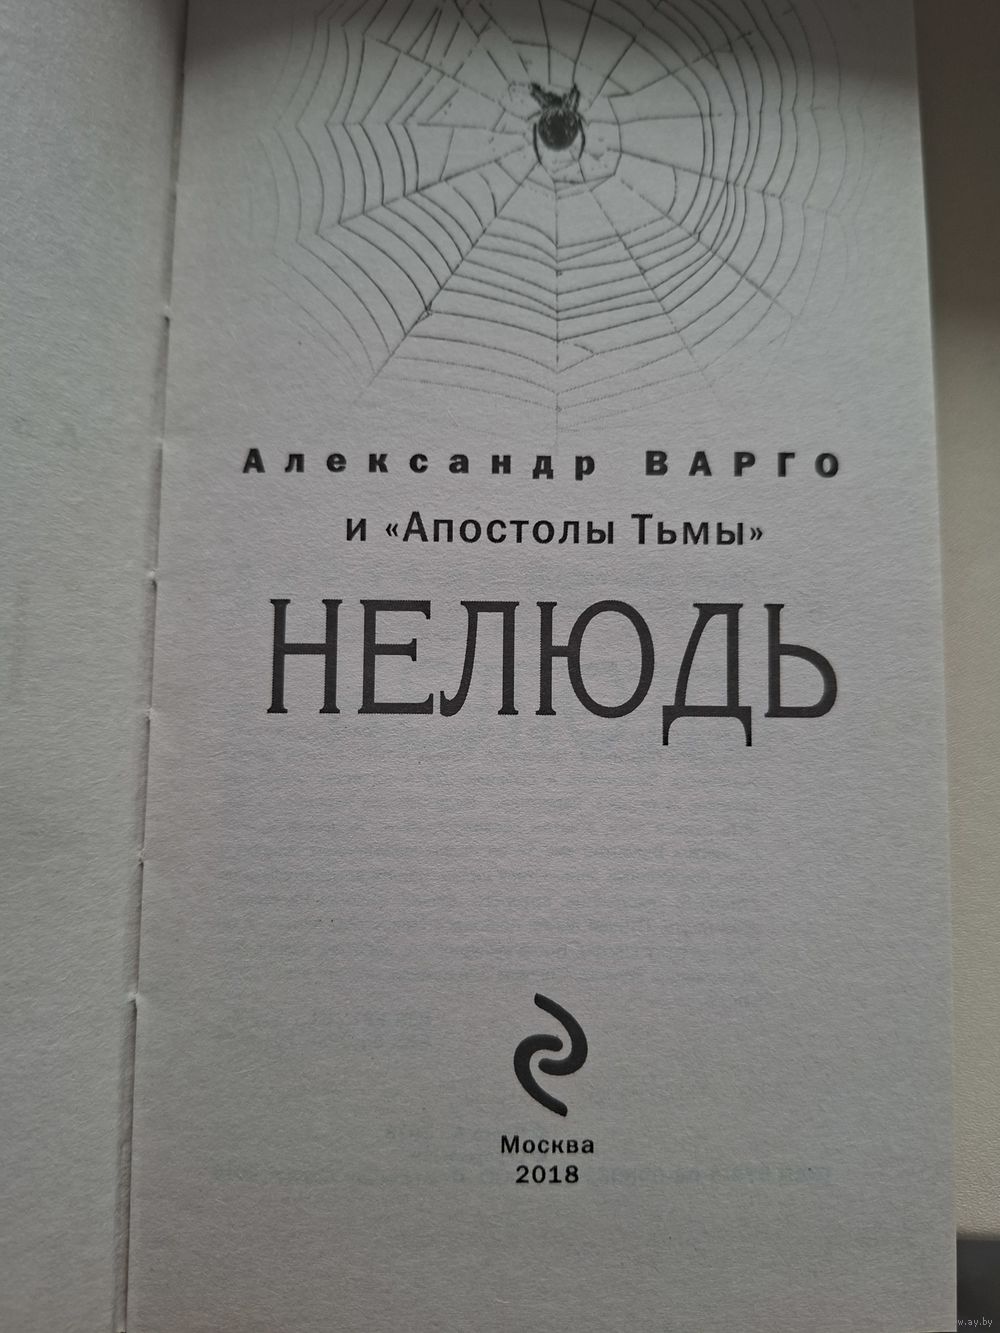 Александр ВАРГО
и «Апостолы Тьмы»
НЕЛЮДЬ
Москва
2018